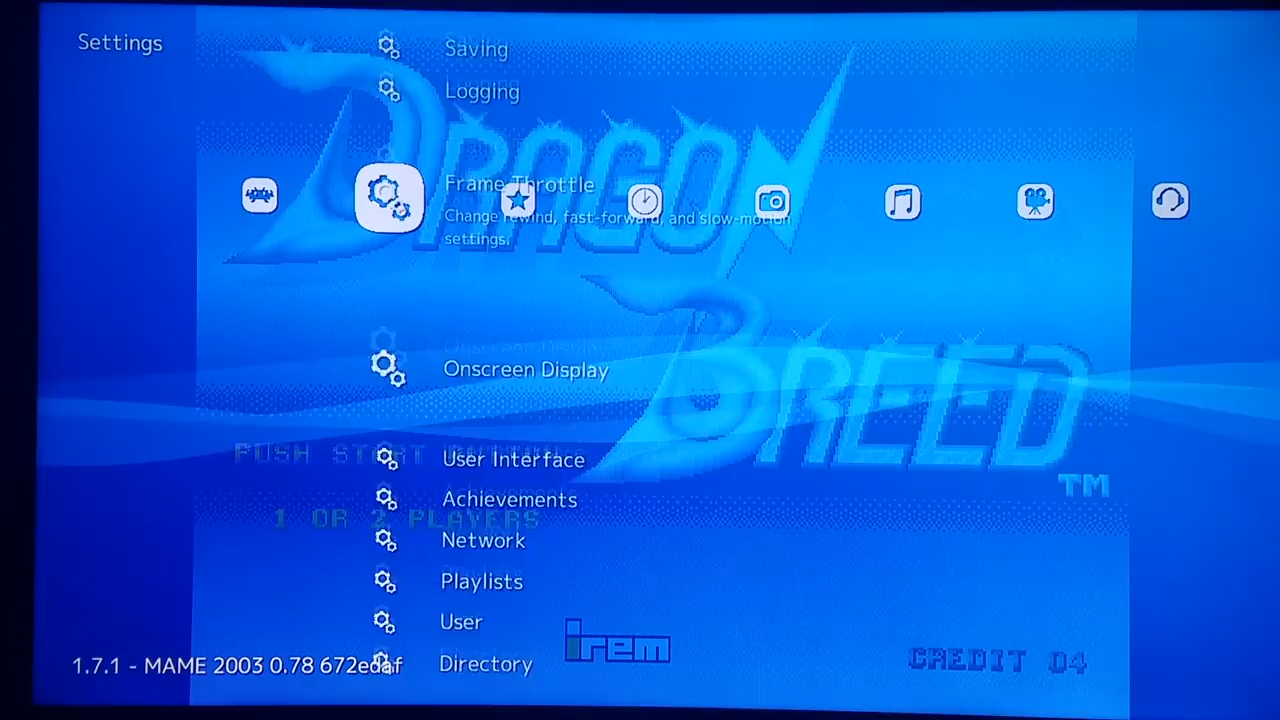 Settings
Saving
Logging
DRAGON
Frame Throttle
Change rewind, fast-forward, and slow-motion
settings.
Onscreen Display
BREED
TM
PUSH START
User Interface
Achievements
1 OR 2 PLAYERS
Network
Playlists
User
irem
1.7.1 - MAME 2003 0.78 672edaf
Directory
CREDIT 04